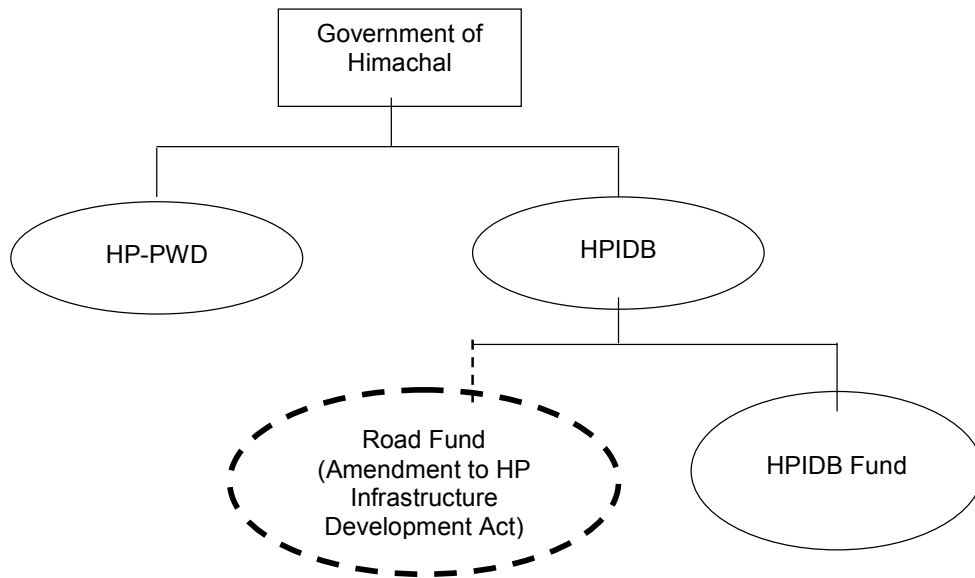 Government of
Himachal
HP-PWD
HPIDB
Road Fund
(Amendment to HP
Infrastructure
Development Act)
HPIDB Fund